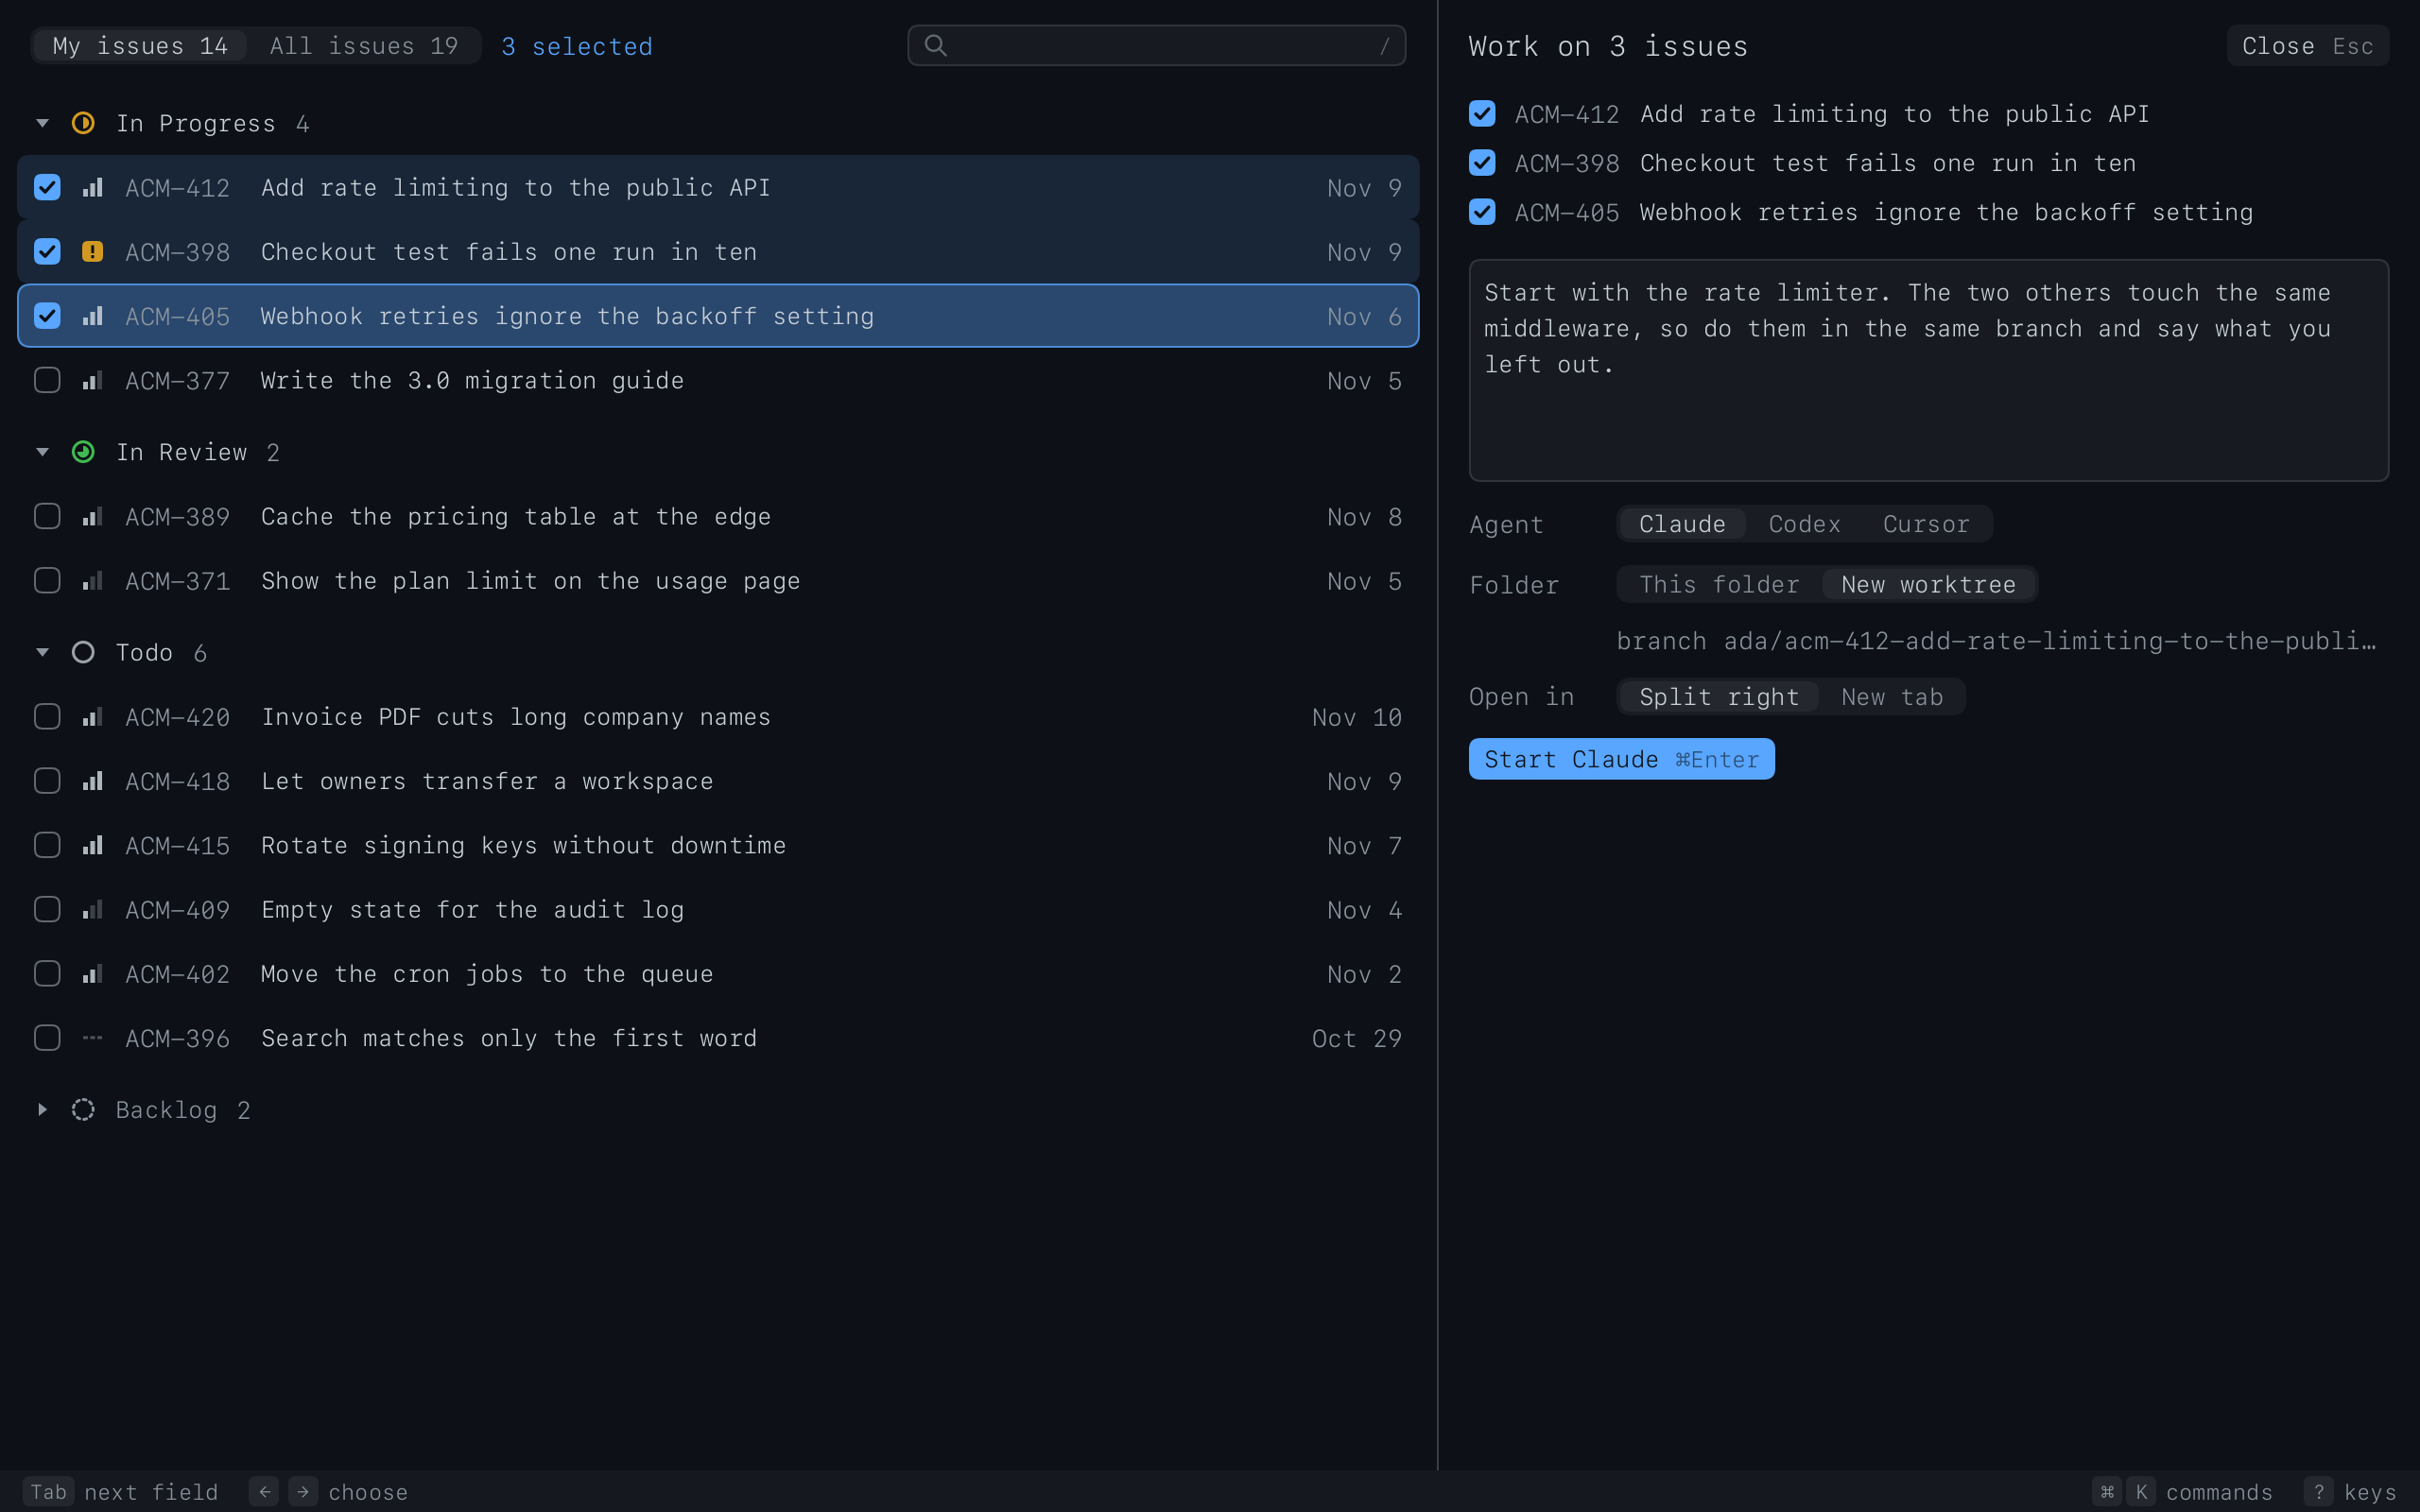 My issues 14 All issues 19 3 selected /
In Progress 4
ACM-412 Add rate limiting to the public API Nov 9
ACM-398 Checkout test fails one run in ten Nov 9
ACM-405 Webhook retries ignore the backoff setting Nov 6
ACM-377 Write the 3.0 migration guide Nov 5
In Review 2
ACM-389 Cache the pricing table at the edge Nov 8
ACM-371 Show the plan limit on the usage page Nov 5
Todo 6
ACM-420 Invoice PDF cuts long company names Nov 10
ACM-418 Let owners transfer a workspace Nov 9
ACM-415 Rotate signing keys without downtime Nov 7
ACM-409 Empty state for the audit log Nov 4
ACM-402 Move the cron jobs to the queue Nov 2
ACM-396 Search matches only the first word Oct 29
Backlog 2
Work on 3 issues Close Esc
ACM-412 Add rate limiting to the public API
ACM-398 Checkout test fails one run in ten
ACM-405 Webhook retries ignore the backoff setting
Start with the rate limiter. The two others touch the same
middleware, so do them in the same branch and say what you
left out.
Agent Claude Codex Cursor
Folder This folder New worktree
branch ada/acm-412-add-rate-limiting-to-the-publi…
Open in Split right New tab
Start Claude ⌘Enter
Tab next field ← → choose ⌘ K commands ? keys